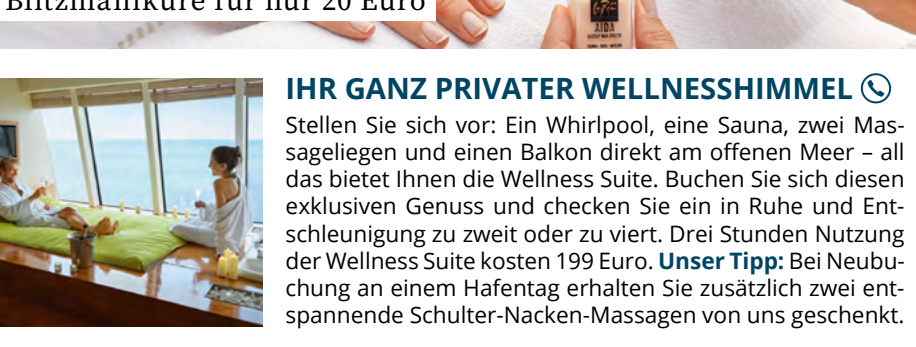 Blitzmaniküre für nur 20 Euro
AIDA
IHR GANZ PRIVATER WELLNESSHIMMEL
Stellen Sie sich vor: Ein Whirlpool, eine Sauna, zwei Mas-
sageliegen und einen Balkon direkt am offenen Meer – all
das bietet Ihnen die Wellness Suite. Buchen Sie sich diesen
exklusiven Genuss und checken Sie ein in Ruhe und Ent-
schleunigung zu zweit oder zu viert. Drei Stunden Nutzung
der Wellness Suite kosten 199 Euro. Unser Tipp: Bei Neubu-
chung an einem Hafentag erhalten Sie zusätzlich zwei ent-
spannende Schulter-Nacken-Massagen von uns geschenkt.